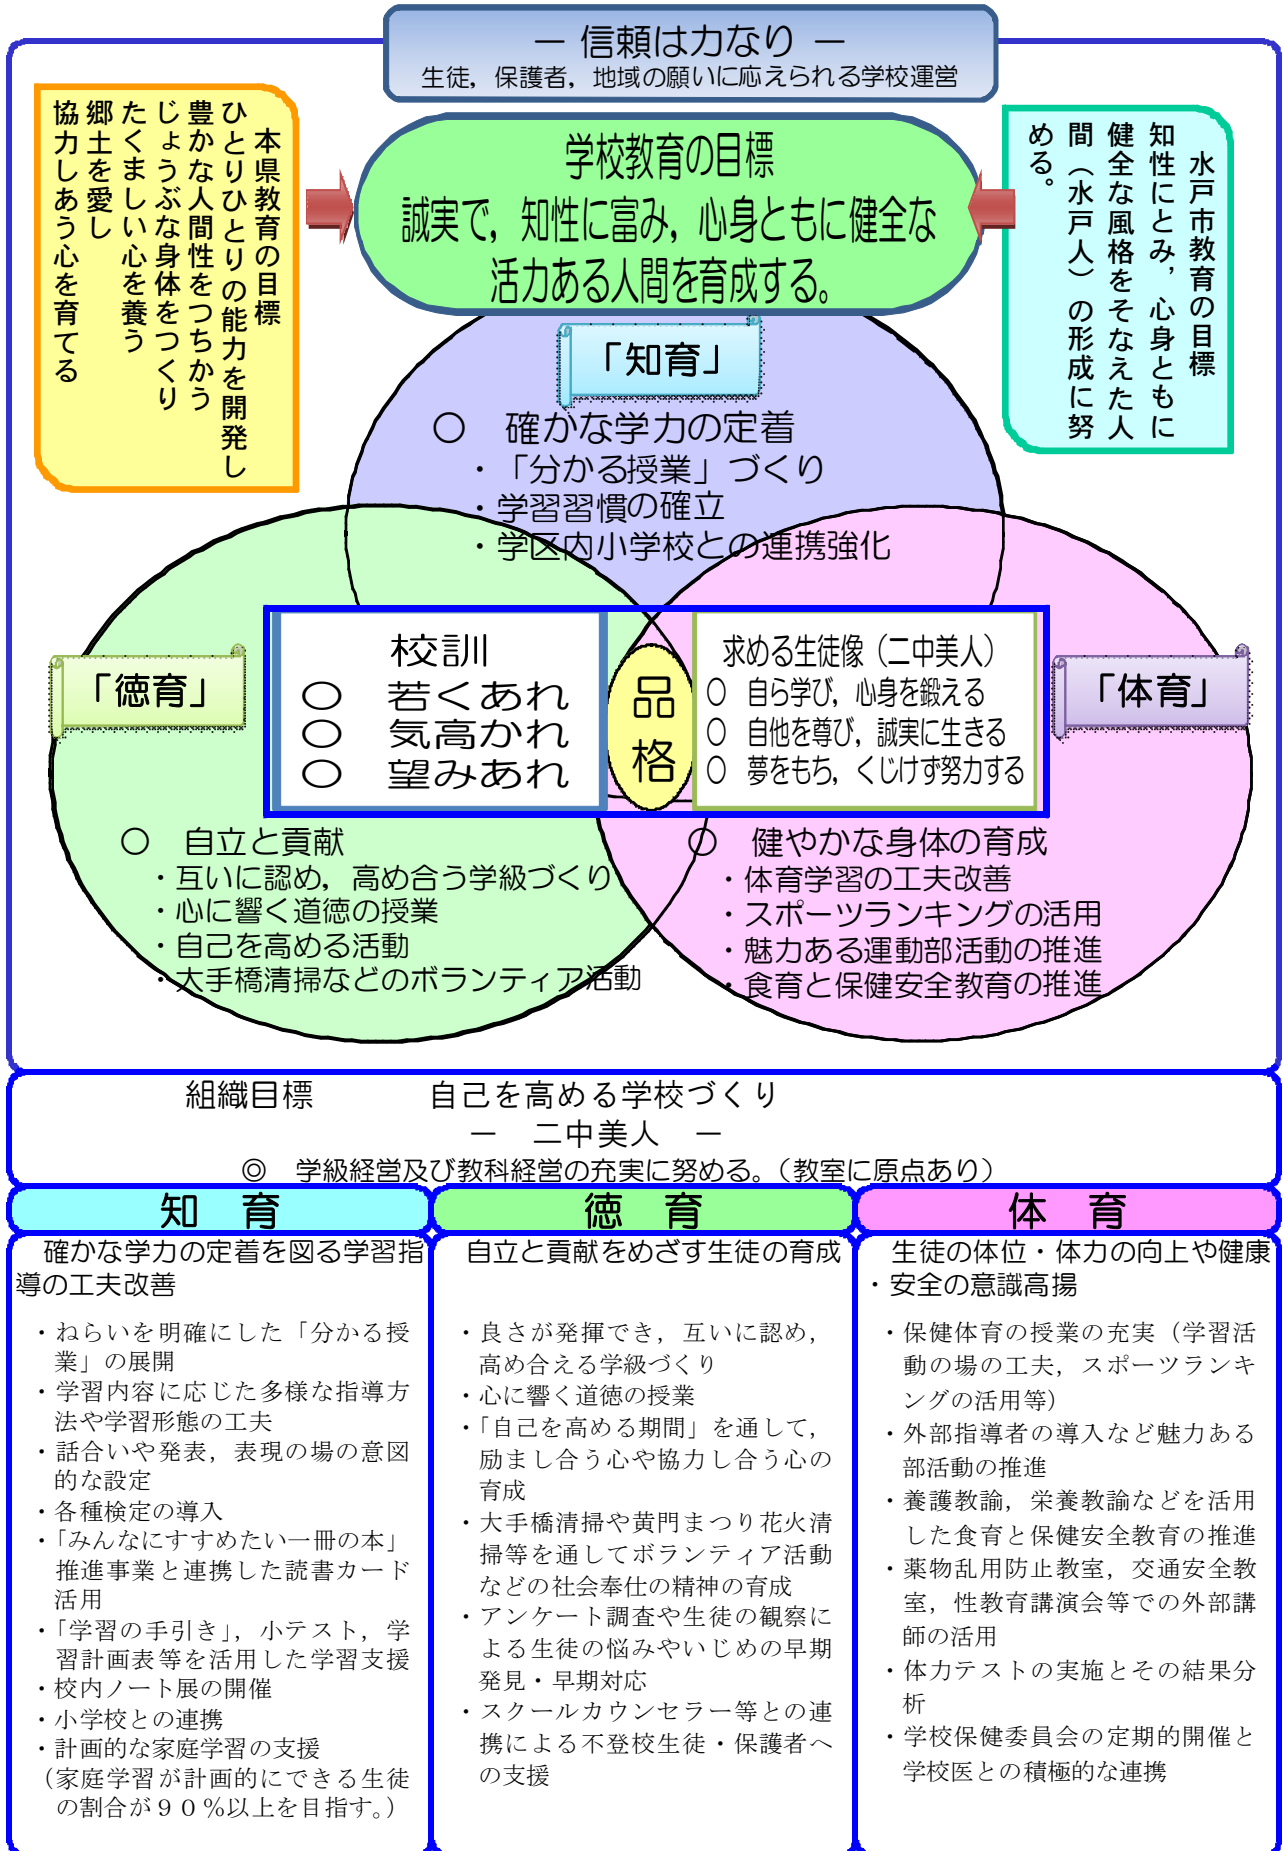 － 信頼は力なり －
生徒，保護者，地域の願いに応えられる学校運営
本県教育の目標
ひとりひとりの能力を開発し
豊かな人間性をつちかう
じょうぶな身体をつくり
たくましい心を養う
郷土を愛し
協力しあう心を育てる
学校教育の目標
誠実で，知性に富み，心身ともに健全な
活力ある人間を育成する。
水戸市教育の目標
知性にとみ，心身ともに
健全な風格をそなえた人
間（水戸人）の形成に努
める。
「知育」
○　確かな学力の定着
・「分かる授業」づくり
・学習習慣の確立
・学区内小学校との連携強化
「徳育」
校訓
○　若くあれ
○　気高かれ
○　望みあれ
品
格
求める生徒像（二中美人）
○　自ら学び，心身を鍛える
○　自他を尊び，誠実に生きる
○　夢をもち，くじけず努力する
「体育」
○　自立と貢献
・互いに認め，高め合う学級づくり
・心に響く道徳の授業
・自己を高める活動
・大手橋清掃などのボランティア活動
○　健やかな身体の育成
・体育学習の工夫改善
・スポーツランキングの活用
・魅力ある運動部活動の推進
・食育と保健安全教育の推進
組織目標　　　自己を高める学校づくり
－　二中美人　－
◎　学級経営及び教科経営の充実に努める。（教室に原点あり）
知　育
確かな学力の定着を図る学習指
導の工夫改善
・ねらいを明確にした「分かる授
業」の展開
・学習内容に応じた多様な指導方
法や学習形態の工夫
・話合いや発表，表現の場の意図
的な設定
・各種検定の導入
・「みんなにすすめたい一冊の本」
推進事業と連携した読書カード
活用
・「学習の手引き」，小テスト，学
習計画表等を活用した学習支援
・校内ノート展の開催
・小学校との連携
・計画的な家庭学習の支援
（家庭学習が計画的にできる生徒
の割合が９０％以上を目指す。）
徳　育
自立と貢献をめざす生徒の育成
・良さが発揮でき，互いに認め，
高め合える学級づくり
・心に響く道徳の授業
・「自己を高める期間」を通して，
励まし合う心や協力し合う心の
育成
・大手橋清掃や黄門まつり花火清
掃等を通してボランティア活動
などの社会奉仕の精神の育成
・アンケート調査や生徒の観察に
よる生徒の悩みやいじめの早期
発見・早期対応
・スクールカウンセラー等との連
携による不登校生徒・保護者へ
の支援
体　育
生徒の体位・体力の向上や健康
・安全の意識高揚
・保健体育の授業の充実（学習活
動の場の工夫，スポーツランキ
ングの活用等）
・外部指導者の導入など魅力ある
部活動の推進
・養護教諭，栄養教諭などを活用
した食育と保健安全教育の推進
・薬物乱用防止教室，交通安全教
室，性教育講演会等での外部講
師の活用
・体力テストの実施とその結果分
析
・学校保健委員会の定期的開催と
学校医との積極的な連携